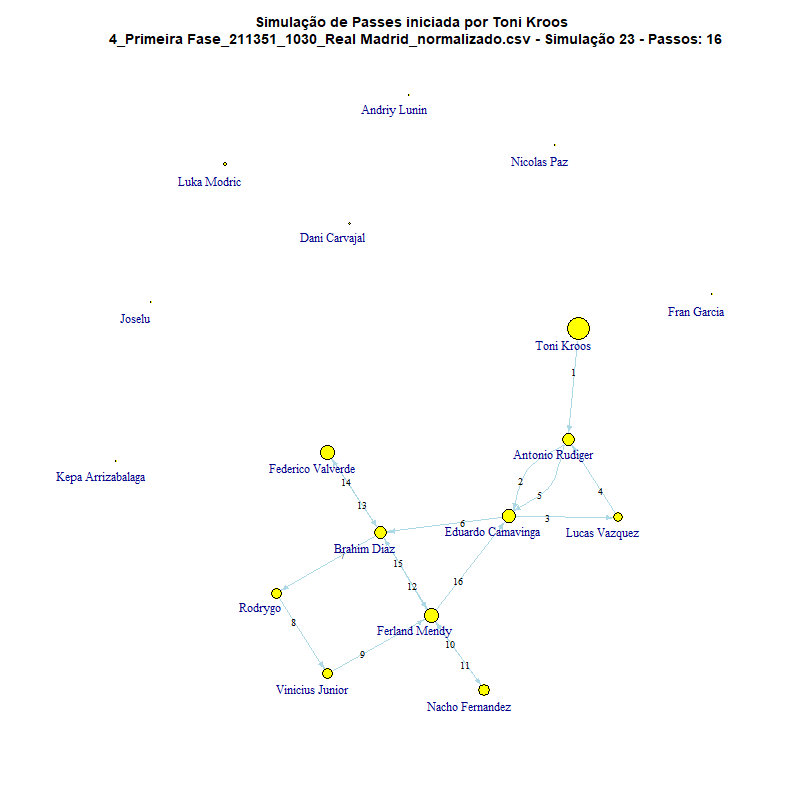 Simulação de Passes iniciada por Toni Kroos
4_Primeira Fase_211351_1030_Real Madrid_normalizado.csv - Simulação 23 - Passos: 16
Andriy Lunin
Nicolas Paz
Luka Modric
Dani Carvajal
Fran Garcia
Joselu
Toni Kroos
1
Antonio Rudiger
Federico Valverde
Kepa Arrizabalaga
14
2
4
5
13
6
3
Eduardo Camavinga
Lucas Vazquez
Brahim Diaz
7
15
16
12
Rodrygo
8
Ferland Mendy
10
9
11
Vinicius Junior
Nacho Fernandez